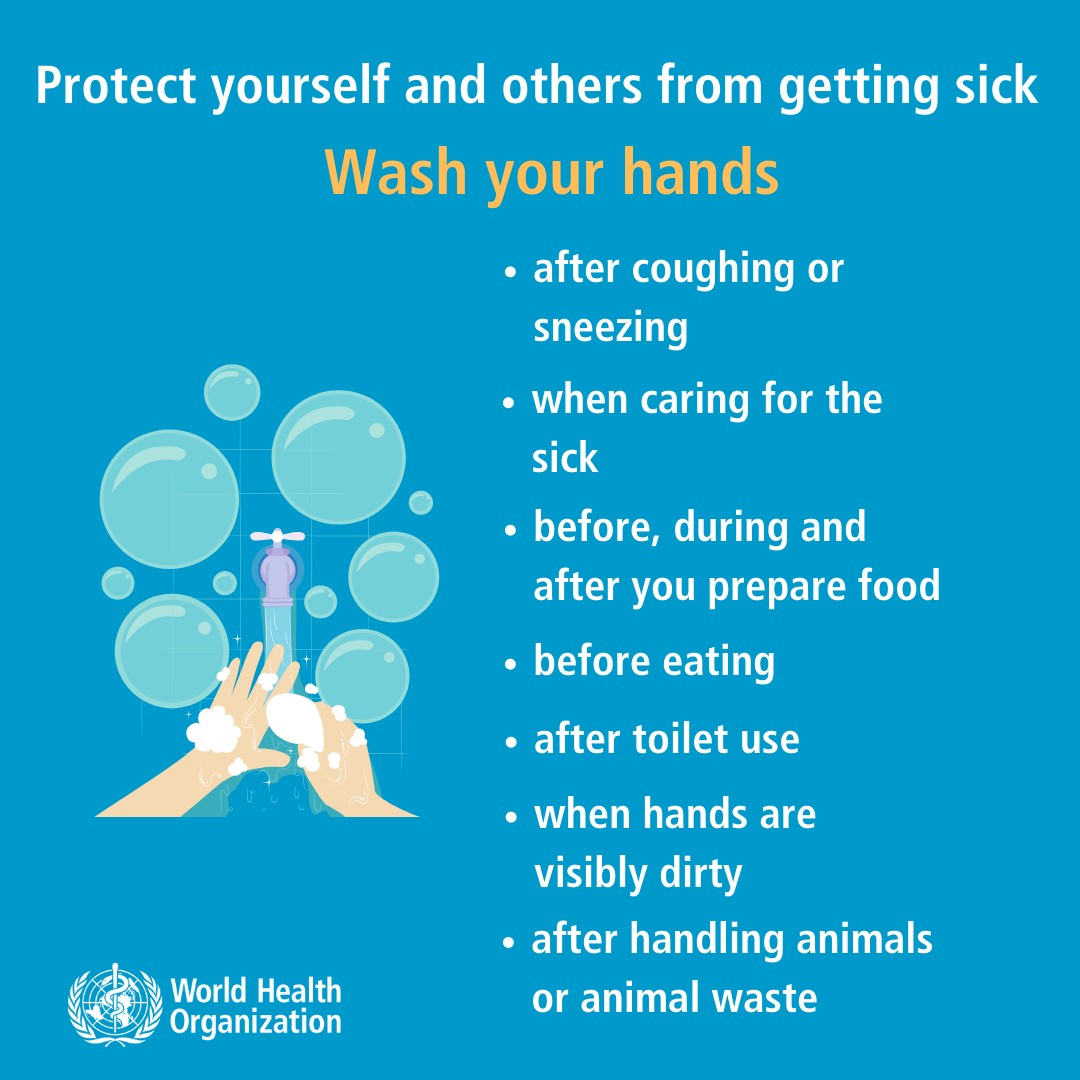 Protect yourself and others from getting sick
Wash your hands
• after coughing or
sneezing
• when caring for the
sick
• before, during and
after you prepare food
• before eating
• after toilet use
• when hands are
visibly dirty
• after handling animals
or animal waste
World Health
Organization